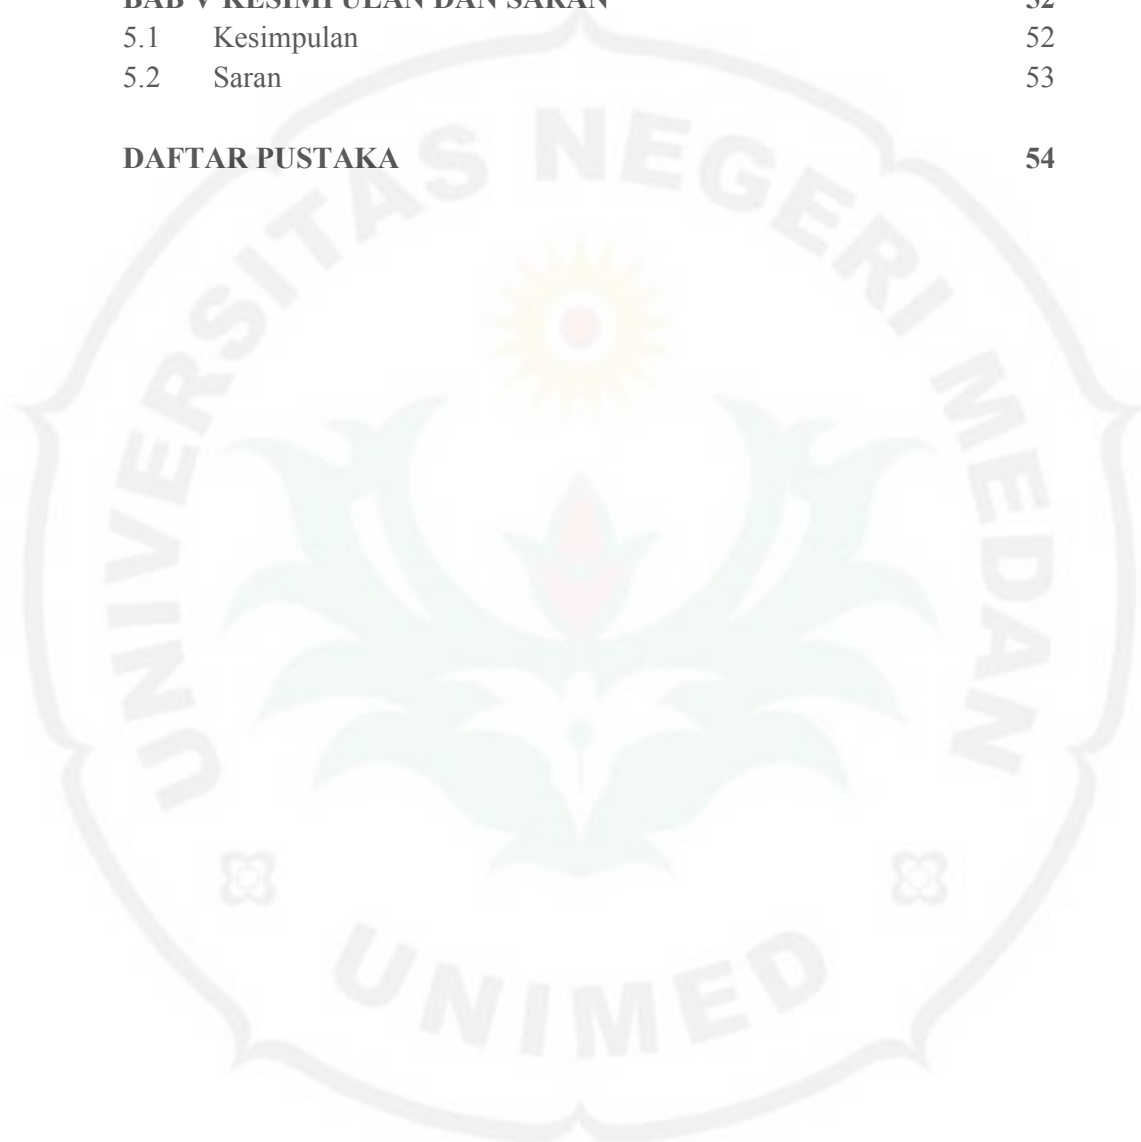 BAB V KESIMPULAN DAN SARAN 52
5.1 Kesimpulan 52
5.2 Saran 53
DAFTAR PUSTAKA 54
UNIVERSITAS NEGERI MEDAN
UNIMED